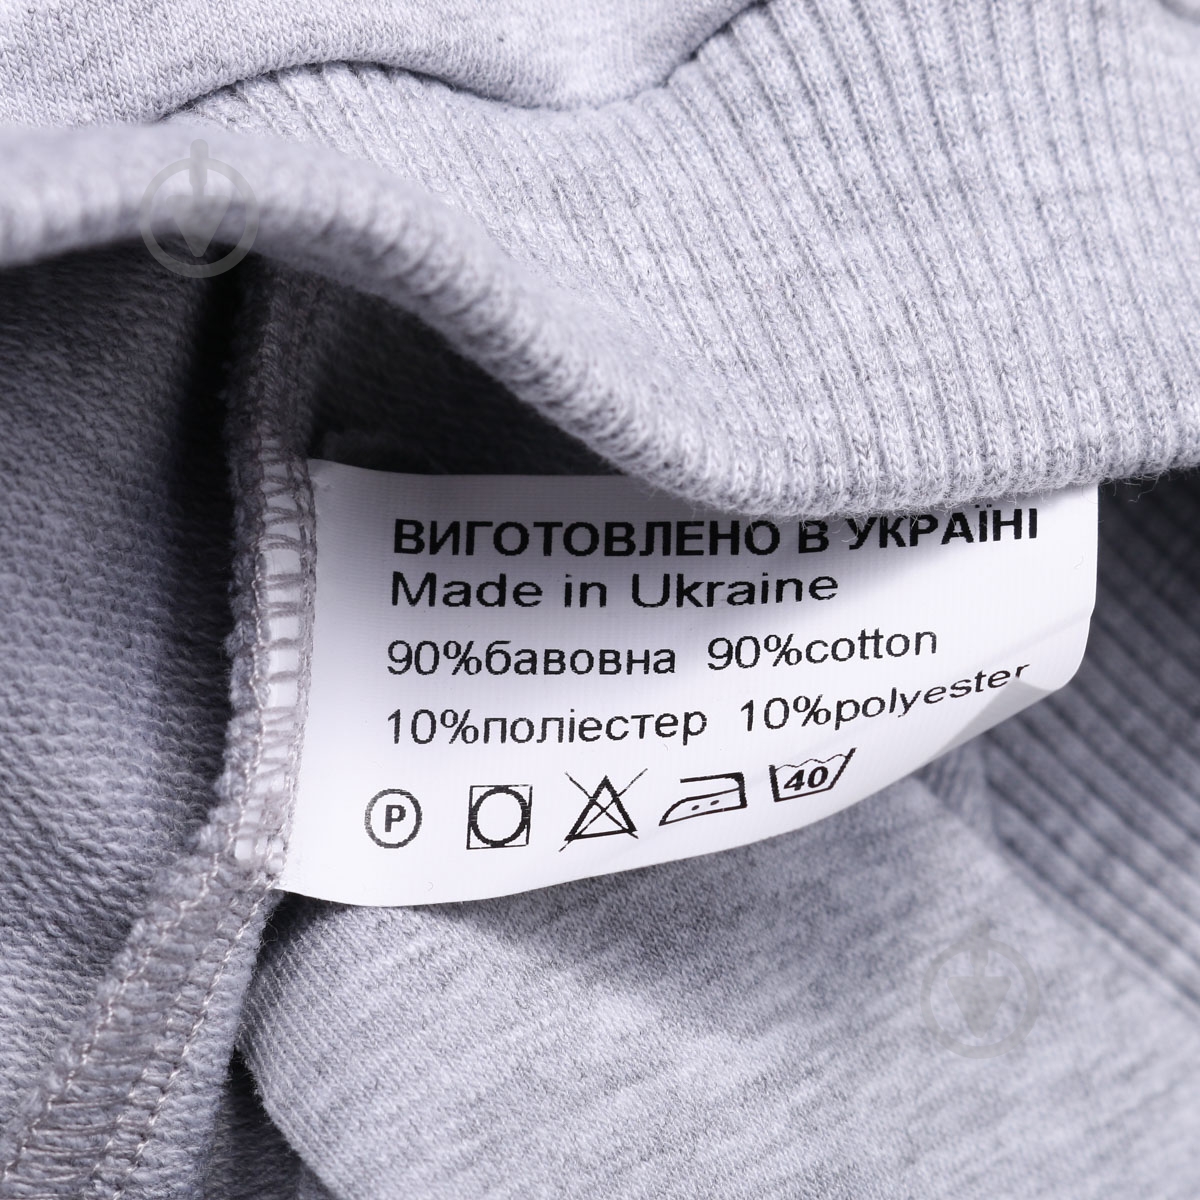 ВИГОТОВЛЕНО В УКРАЇНІ
Made in Ukraine
90%бавовна 90%cotton
10%поліестер 10%polyester
P 40